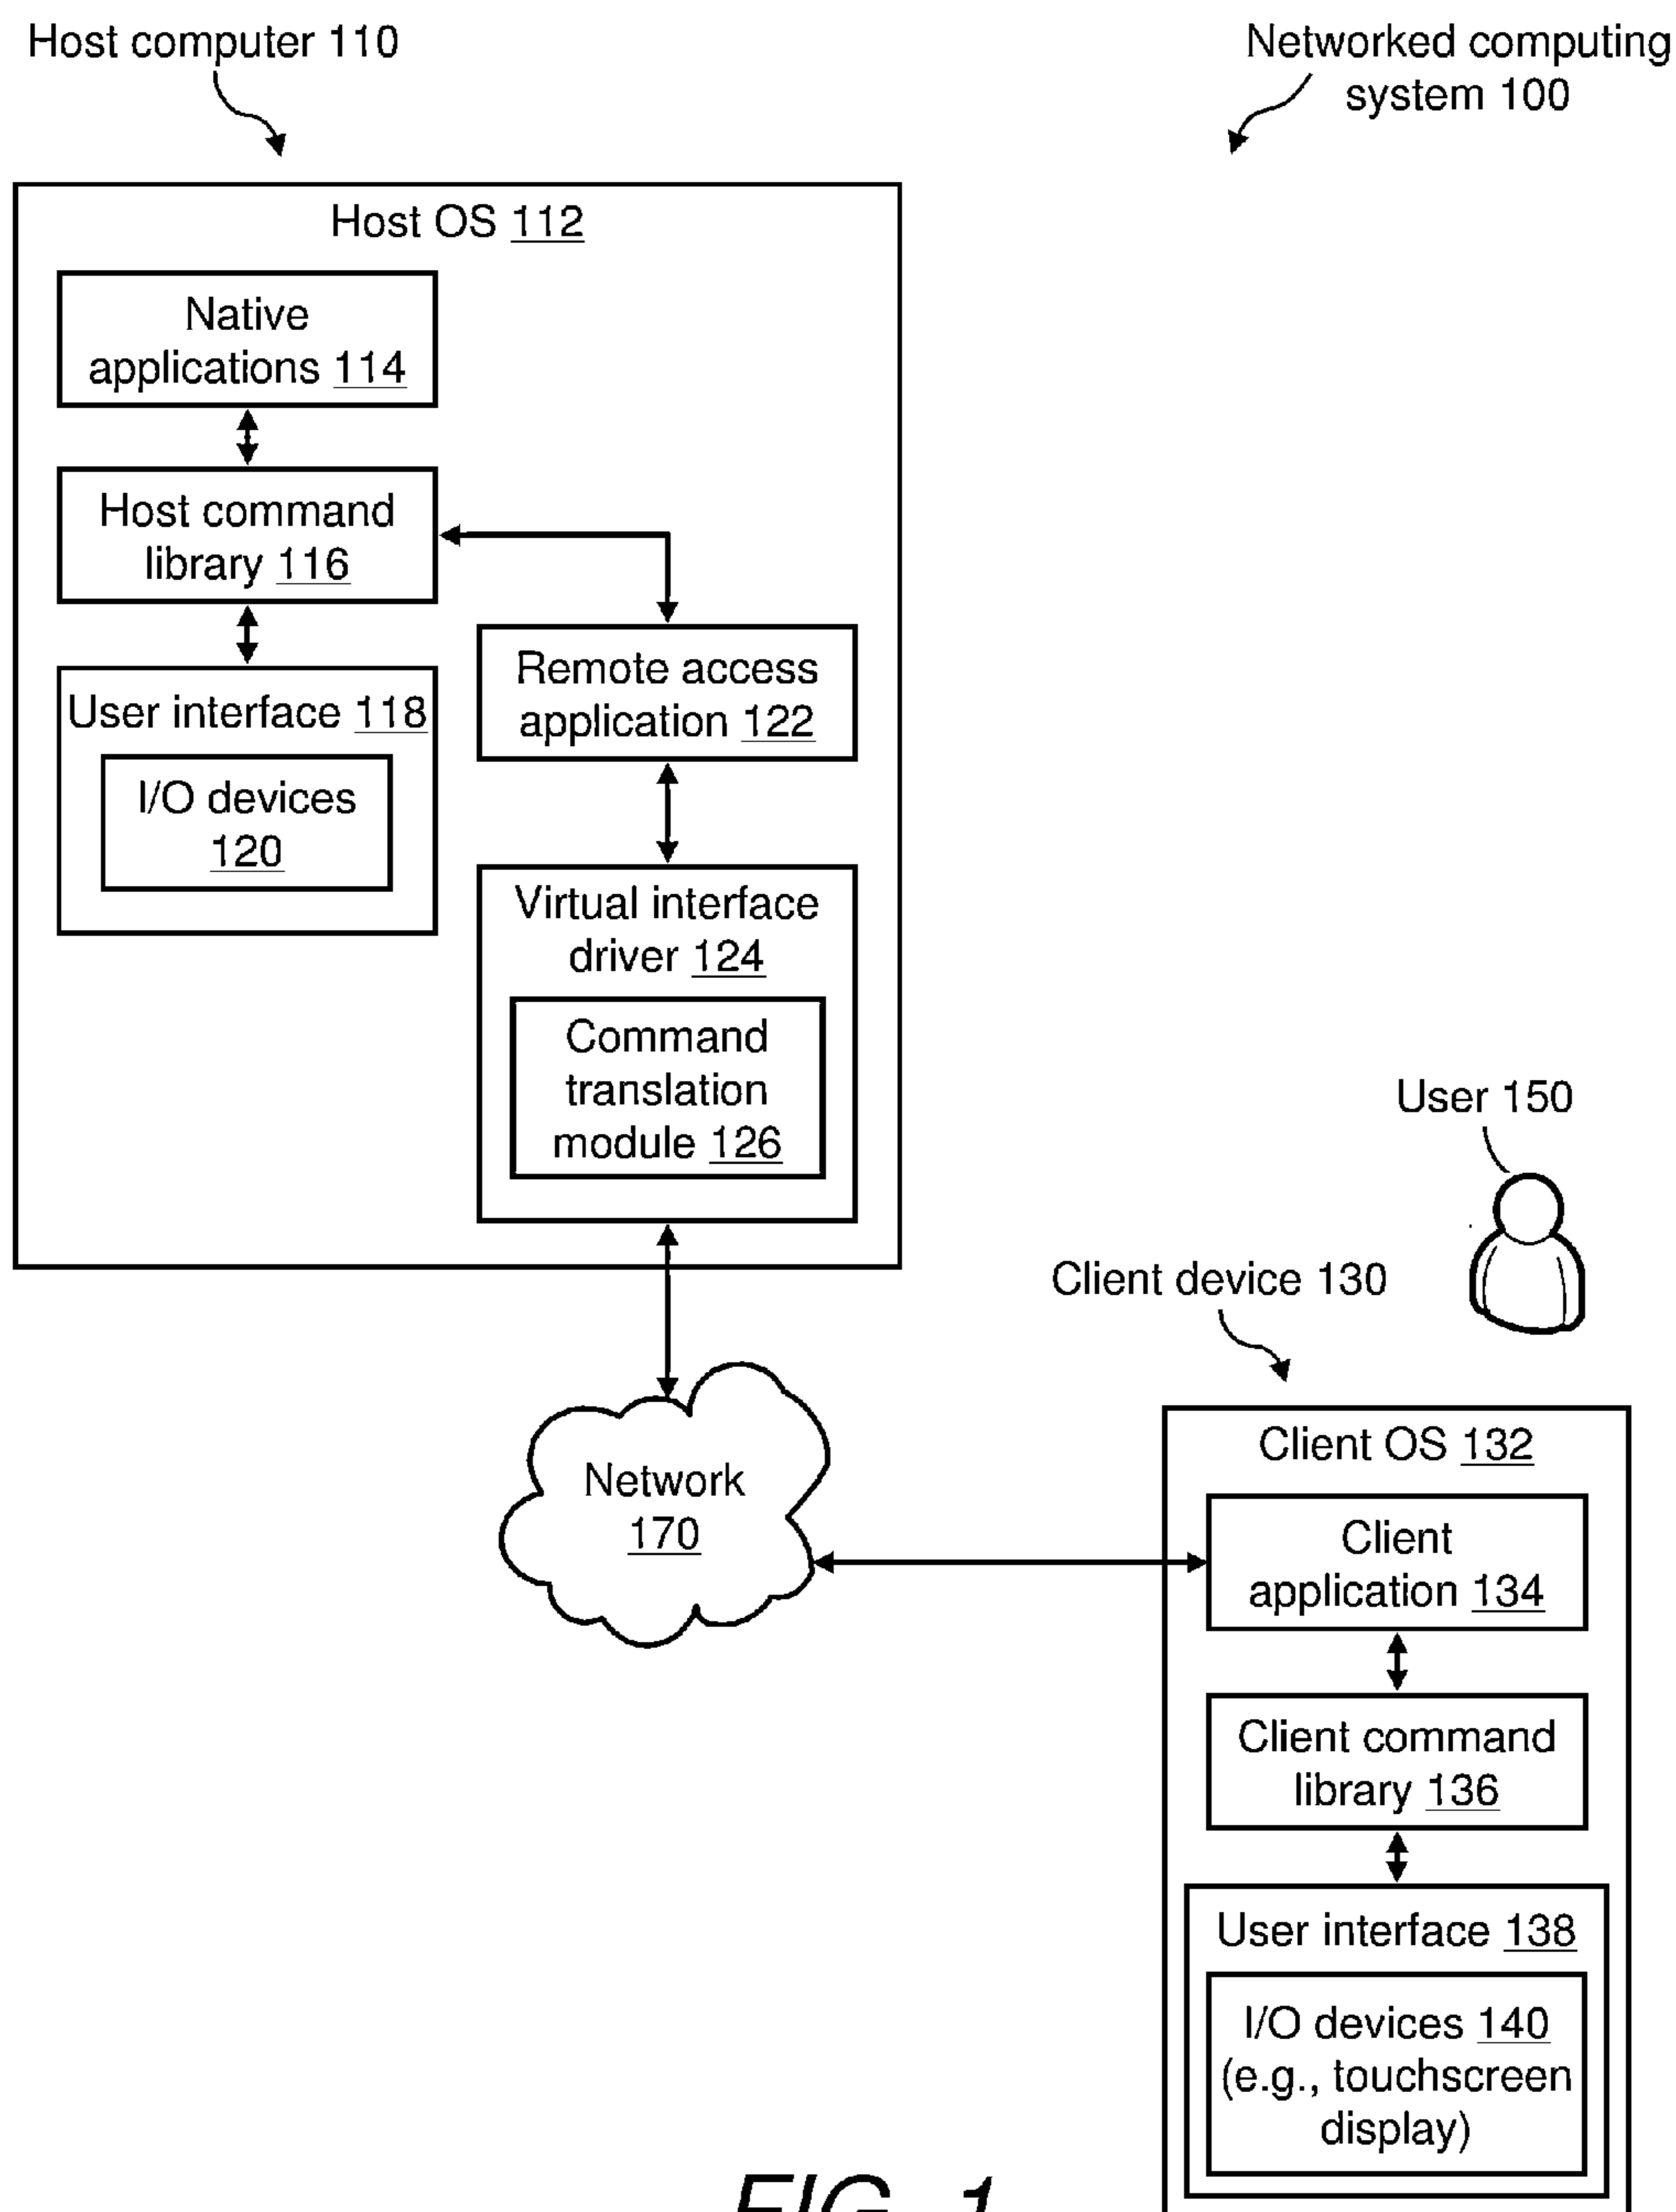 Host computer 110
Networked computing
system 100
Host OS 112
Native
applications 114
Host command
library 116
User interface 118
I/O devices
120
Remote access
application 122
Virtual interface
driver 124
Command
translation
module 126
User 150
Client device 130
Network
170
Client OS 132
Client
application 134
Client command
library 136
User interface 138
I/O devices 140
(e.g., touchscreen
display)
FIG. 1